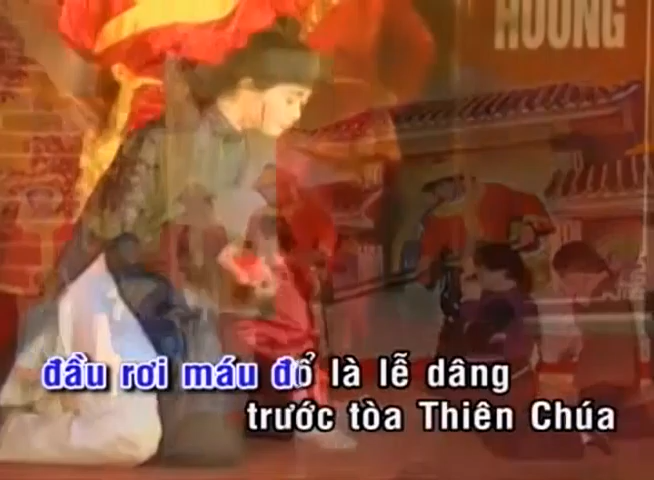 HƯƠNG
đầu rơi máu đổ là lễ dâng
trước tòa Thiên Chúa